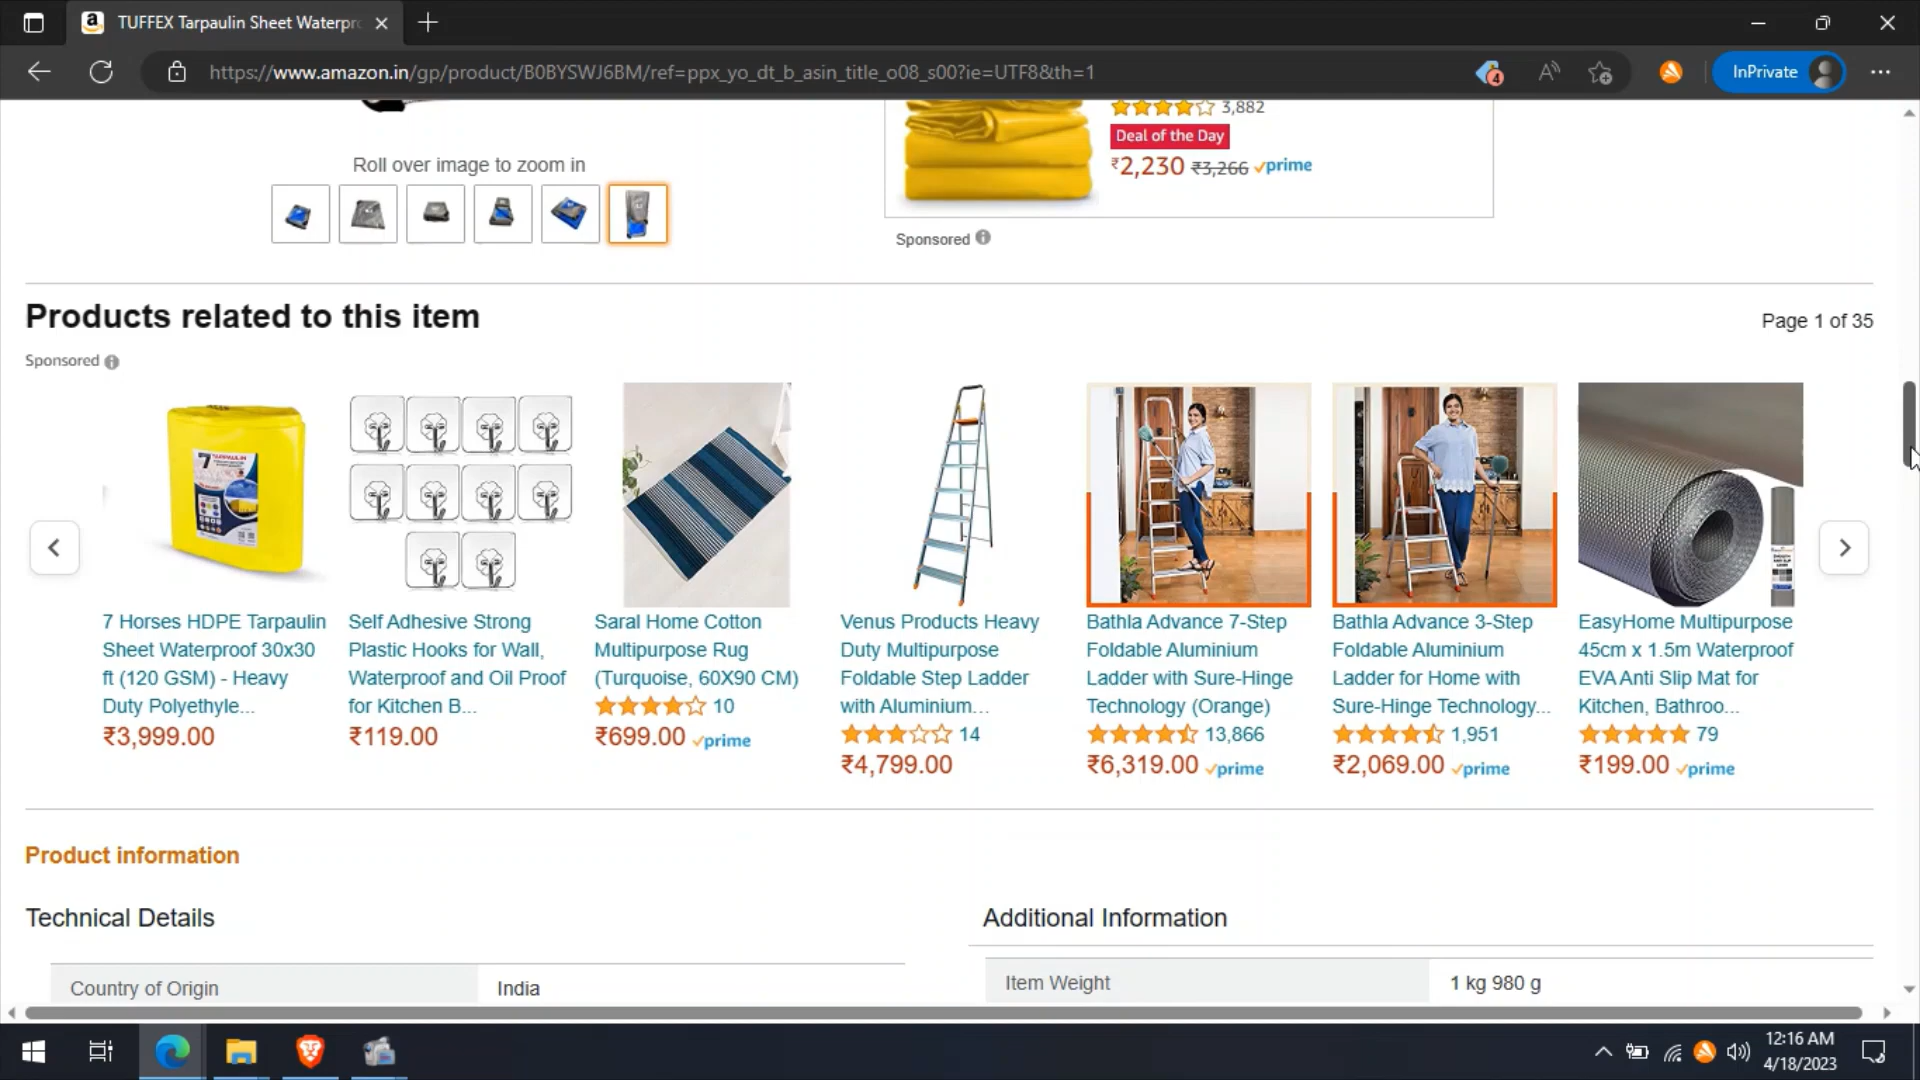 TUFFEX Tarpaulin Sheet Waterpro
https://www.amazon.in/gp/product/B0BYSWJ6BM/ref=ppx_yo_dt_b_asin_title_o08_s00?ie=UTF8&th=1
4
InPrivate
3,882
Deal of the Day
₹2,230 ₹3,266 prime
Roll over image to zoom in
Sponsored
Products related to this item
Page 1 of 35
Sponsored
7 TARPAULIN
7 Horses HDPE Tarpaulin
Sheet Waterproof 30x30
ft (120 GSM) - Heavy
Duty Polyethyle...
₹3,999.00
Self Adhesive Strong
Plastic Hooks for Wall,
Waterproof and Oil Proof
for Kitchen B...
₹119.00
Saral Home Cotton
Multipurpose Rug
(Turquoise, 60X90 CM)
10
₹699.00 prime
Venus Products Heavy
Duty Multipurpose
Foldable Step Ladder
with Aluminium...
14
₹4,799.00
Bathla Advance 7-Step
Foldable Aluminium
Ladder with Sure-Hinge
Technology (Orange)
13,866
₹6,319.00 prime
Bathla Advance 3-Step
Foldable Aluminium
Ladder for Home with
Sure-Hinge Technology...
1,951
₹2,069.00 prime
EasyHome Multipurpose
45cm x 1.5m Waterproof
EVA Anti Slip Mat for
Kitchen, Bathroo...
79
₹199.00 prime
Product information
Technical Details
Additional Information
Country of Origin India
Item Weight 1 kg 980 g
12:16 AM
4/18/2023